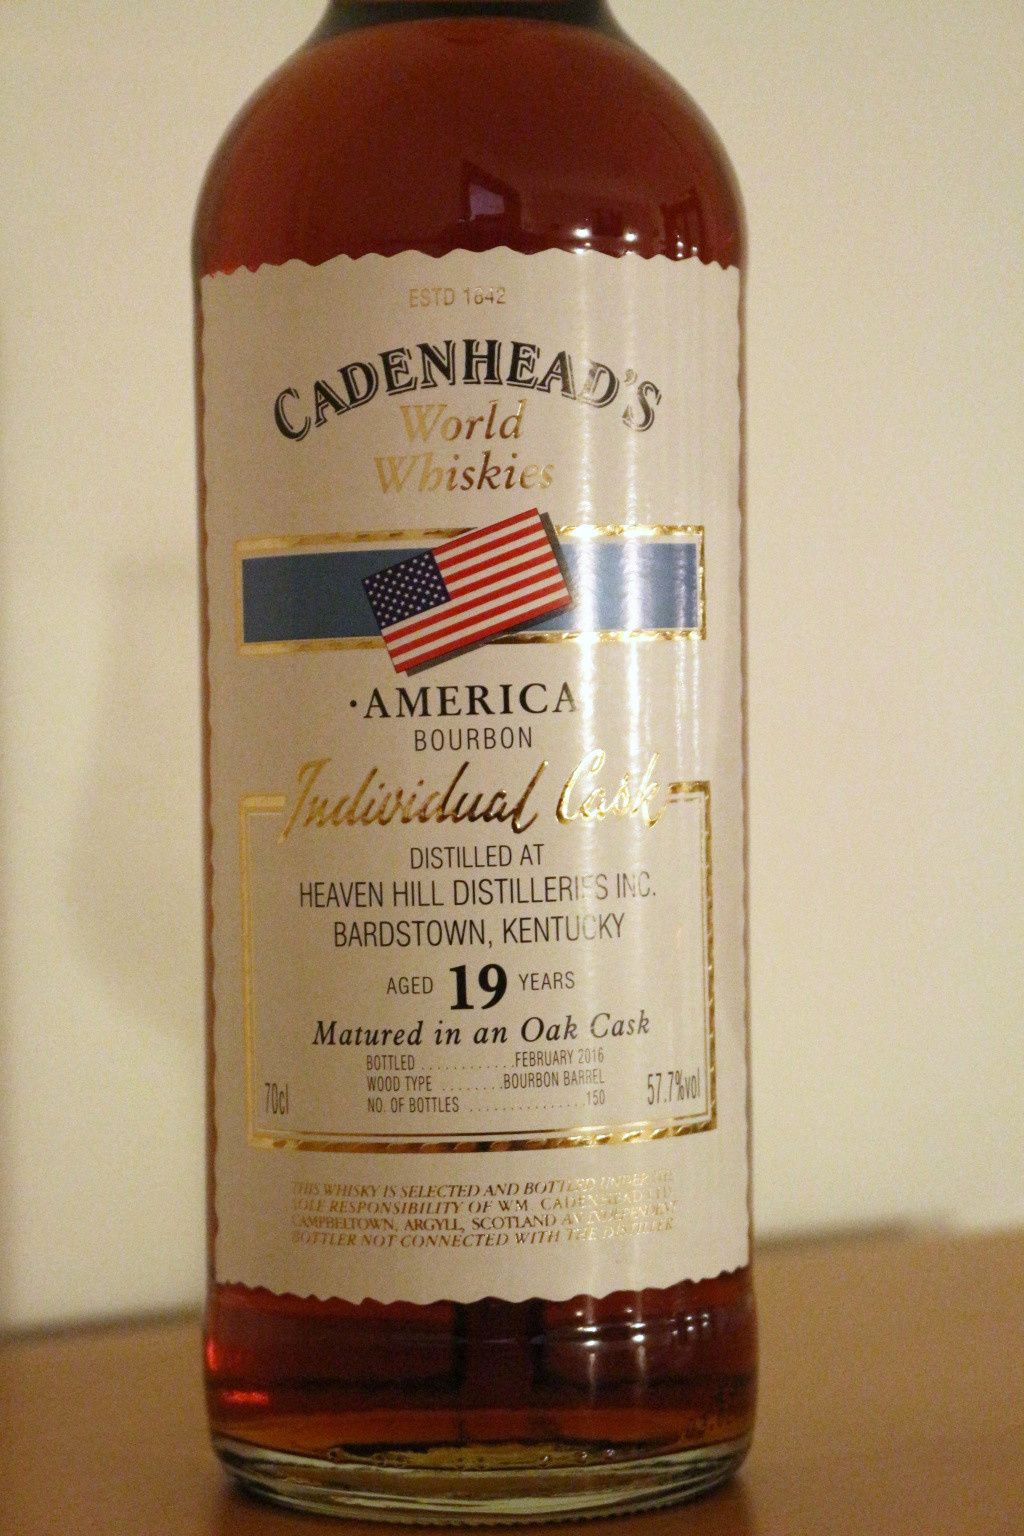 ESTD 1842
CADENHEAD'S
World
Whiskies
·AMERICA
BOURBON
Individual Cask
DISTILLED AT
HEAVEN HILL DISTILLERIES INC.
BARDSTOWN, KENTUCKY
AGED 19 YEARS
Matured in an Oak Cask
BOTTLED ............FEBRUARY 2016
WOOD TYPE ........BOURBON BARREL
NO. OF BOTTLES ...............150
70cl
57.7%vol
THIS WHISKY IS SELECTED AND BOTTLED UNDER THE
SOLE RESPONSIBILITY OF WM. CADENHEAD LTD.
CAMPBELTOWN, ARGYLL, SCOTLAND AN INDEPENDENT
BOTTLER NOT CONNECTED WITH THE DISTILLER